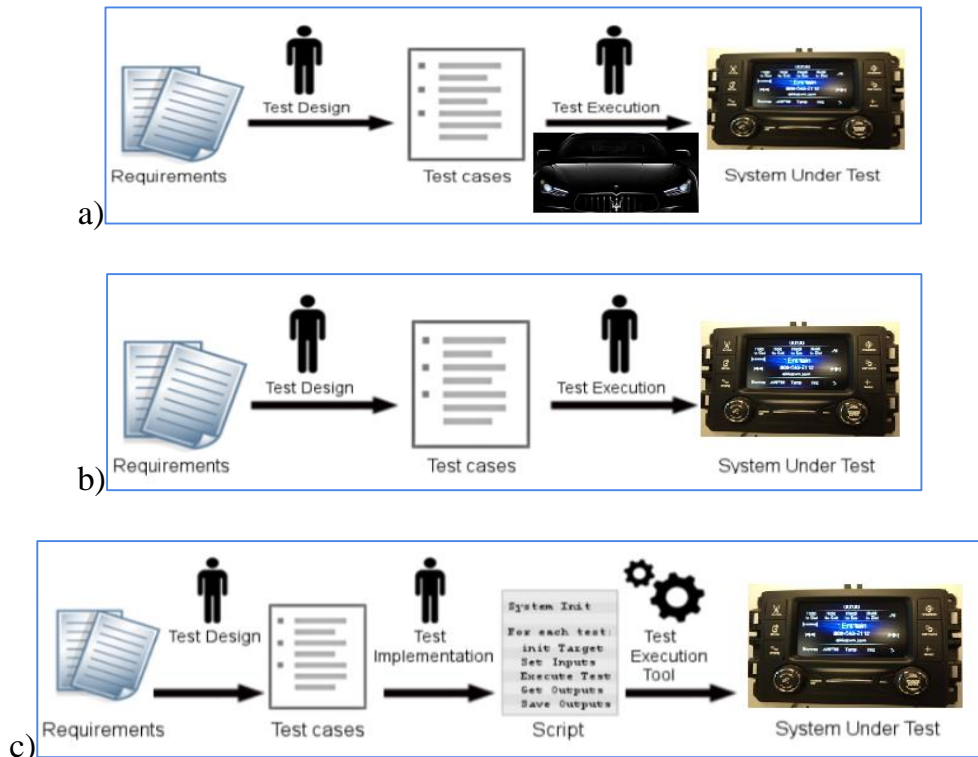 Test Design
Test Execution
Requirements
Test cases
System Under Test
a)
Test Design
Test Execution
Requirements
Test cases
System Under Test
b)
Test Design
Test
Implementation
System Init
For each test:
init Target
Set Inputs
Execute Test
Get Outputs
Save Outputs
Test
Execution
Tool
Requirements
Test cases
Script
System Under Test
c)